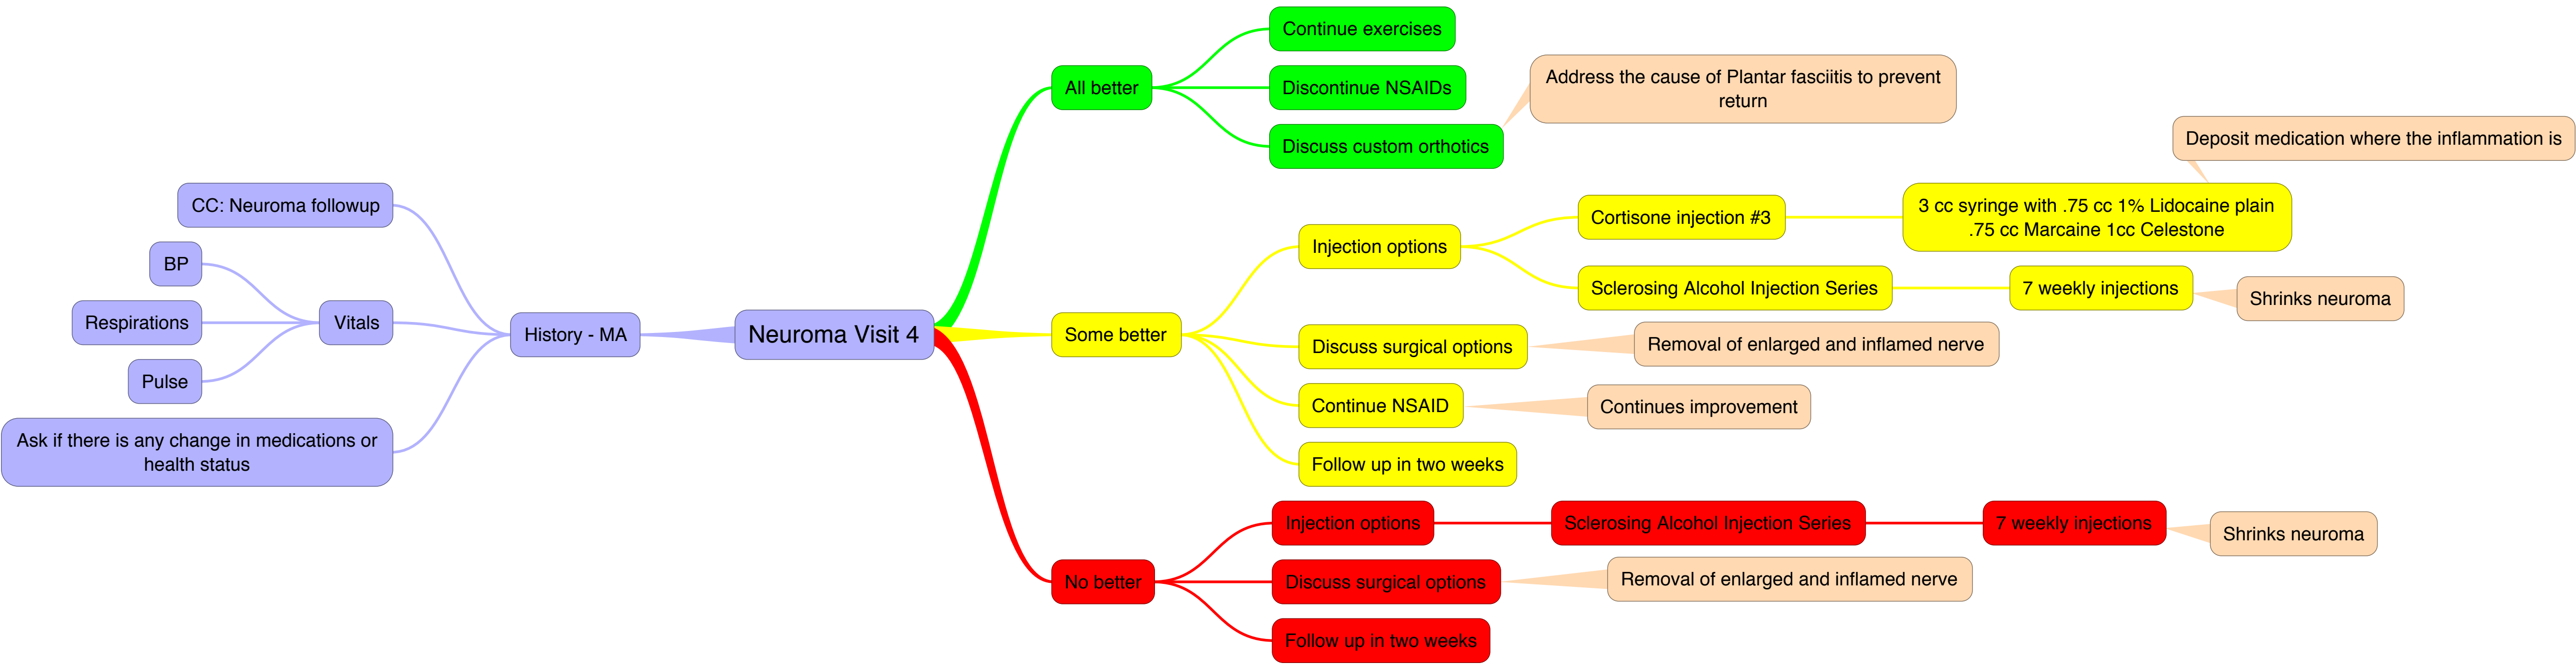 CC: Neuroma followup
BP
Respirations
Vitals
Pulse
Ask if there is any change in medications or
health status
History - MA
Neuroma Visit 4
All better
Continue exercises
Discontinue NSAIDs
Discuss custom orthotics
Address the cause of Plantar fasciitis to prevent
return
Some better
Injection options
Cortisone injection #3
3 cc syringe with .75 cc 1% Lidocaine plain
.75 cc Marcaine 1cc Celestone
Deposit medication where the inflammation is
Sclerosing Alcohol Injection Series
7 weekly injections
Shrinks neuroma
Discuss surgical options
Removal of enlarged and inflamed nerve
Continue NSAID
Continues improvement
Follow up in two weeks
No better
Injection options
Sclerosing Alcohol Injection Series
7 weekly injections
Shrinks neuroma
Discuss surgical options
Removal of enlarged and inflamed nerve
Follow up in two weeks